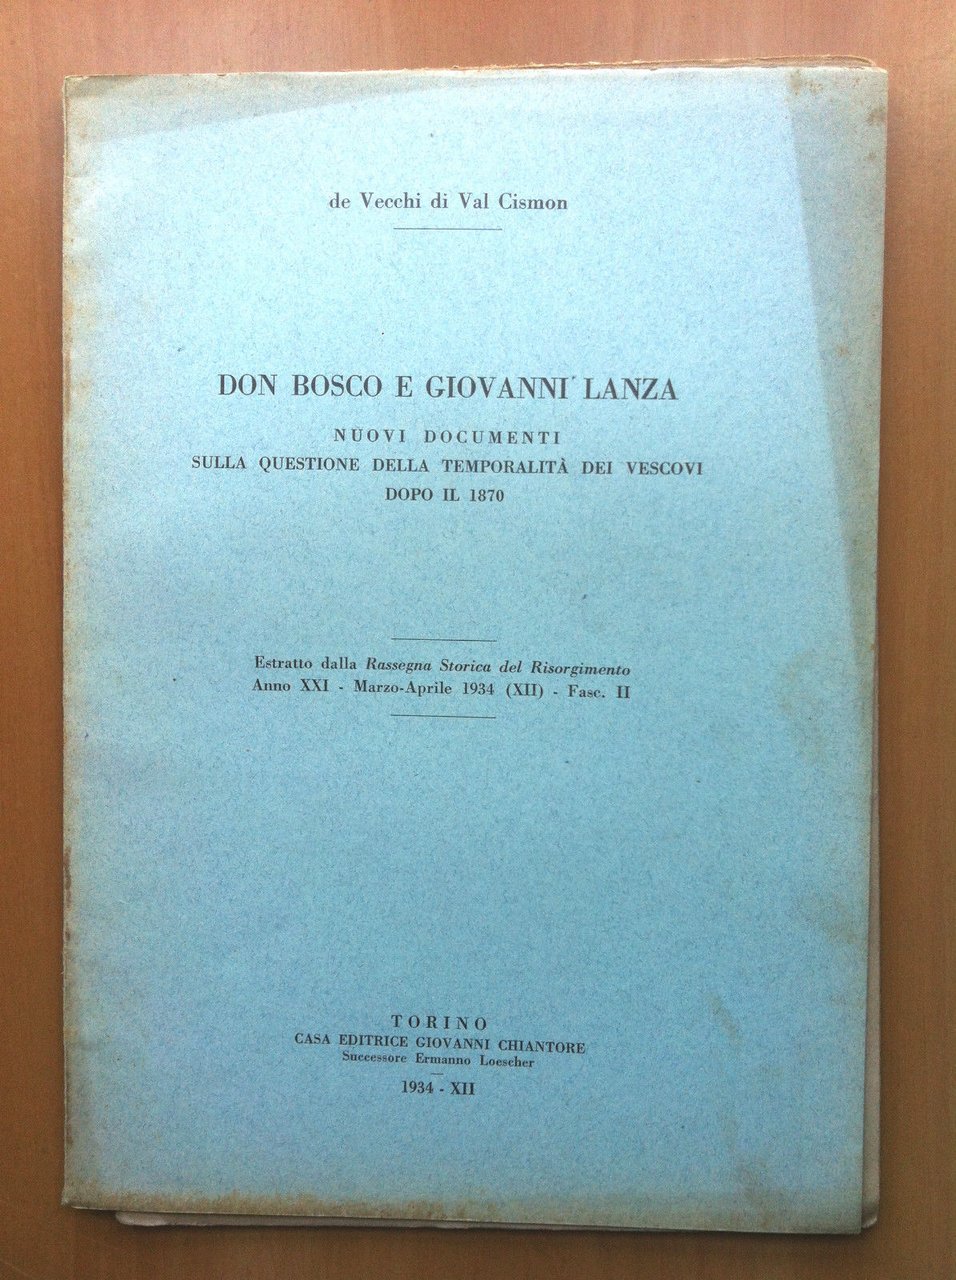 de Vecchi di Val Cismon
DON BOSCO E GIOVANNI LANZA
NUOVI DOCUMENTI
SULLA QUESTIONE DELLA TEMPORALITÀ DEI VESCOVI
DOPO IL 1870
Estratto dalla Rassegna Storica del Risorgimento
Anno XXI - Marzo-Aprile 1934 (XII) - Fasc. II
TORINO
CASA EDITRICE GIOVANNI CHIANTORE
Successore Ermanno Loescher
1934 - XII